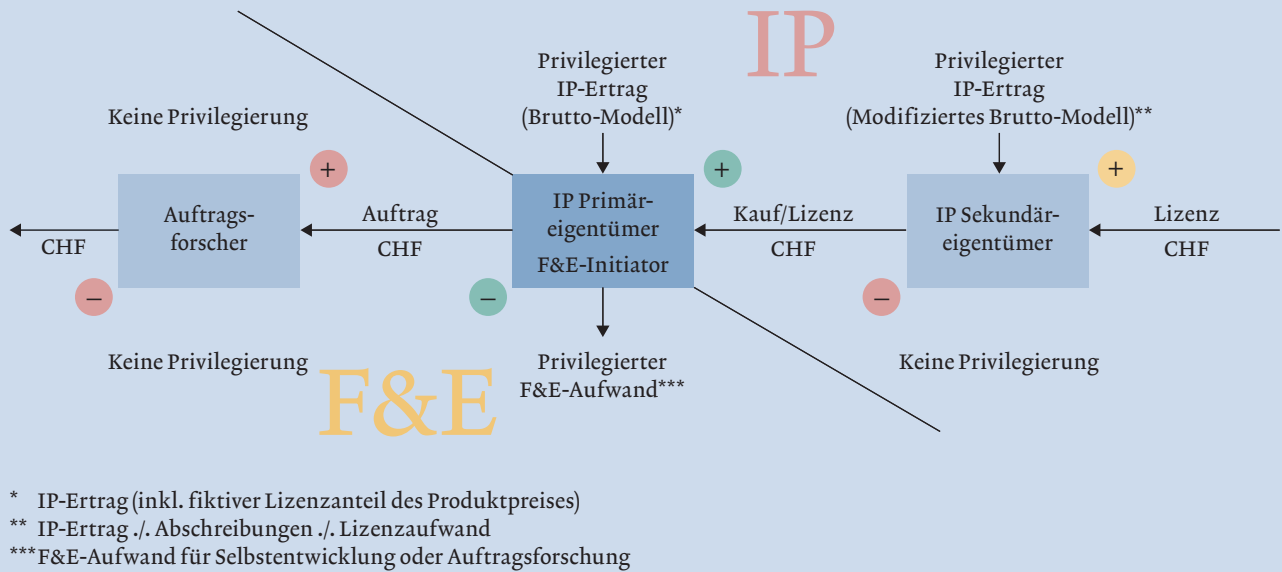 IP
Privilegierter
IP-Ertrag
(Brutto-Modell)*
Privilegierter
IP-Ertrag
(Modifiziertes Brutto-Modell)**
Keine Privilegierung
+
+
+
Auftrags-
forscher
Auftrag
CHF
CHF
IP Primär-
eigentümer
F&E-Initiator
Kauf/Lizenz
CHF
IP Sekundär-
eigentümer
Lizenz
CHF
–
–
–
Keine Privilegierung
Privilegierter
F&E-Aufwand***
Keine Privilegierung
F&E
* IP-Ertrag (inkl. fiktiver Lizenzanteil des Produktpreises)
** IP-Ertrag ./. Abschreibungen ./. Lizenzaufwand
***F&E-Aufwand für Selbstentwicklung oder Auftragsforschung